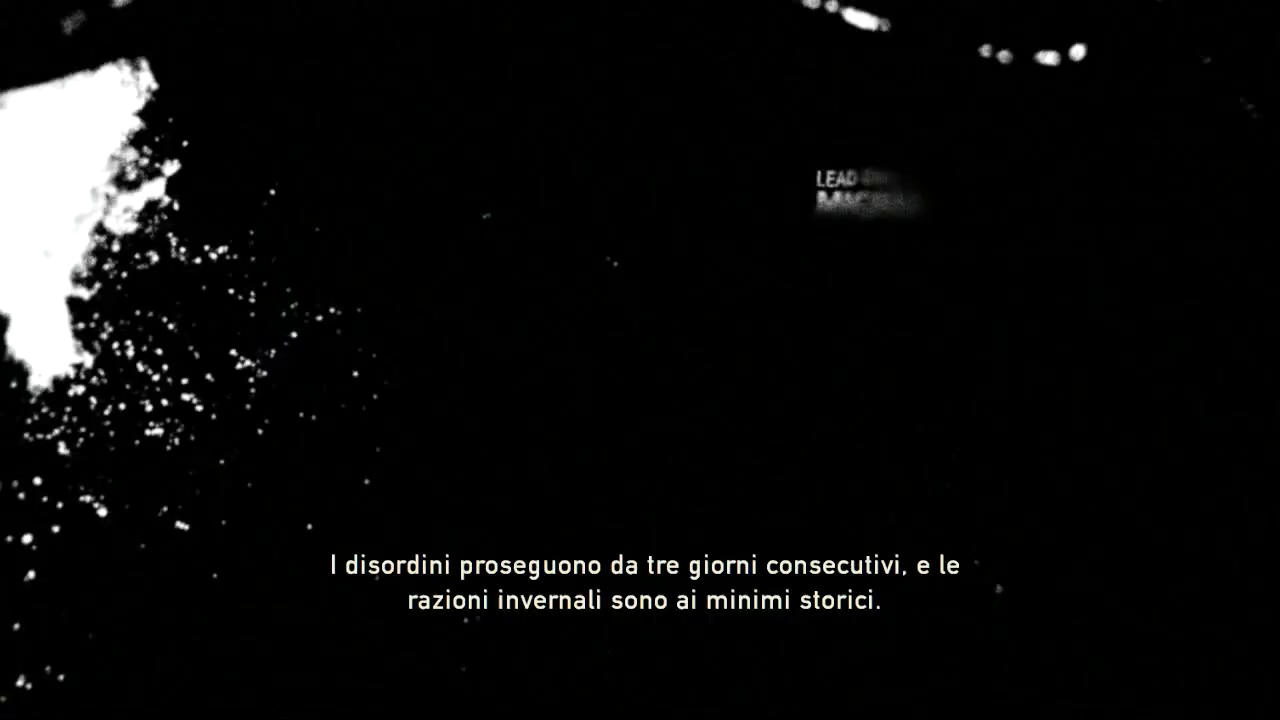 LEAD
I disordini proseguono da tre giorni consecutivi, e le
razioni invernali sono ai minimi storici.